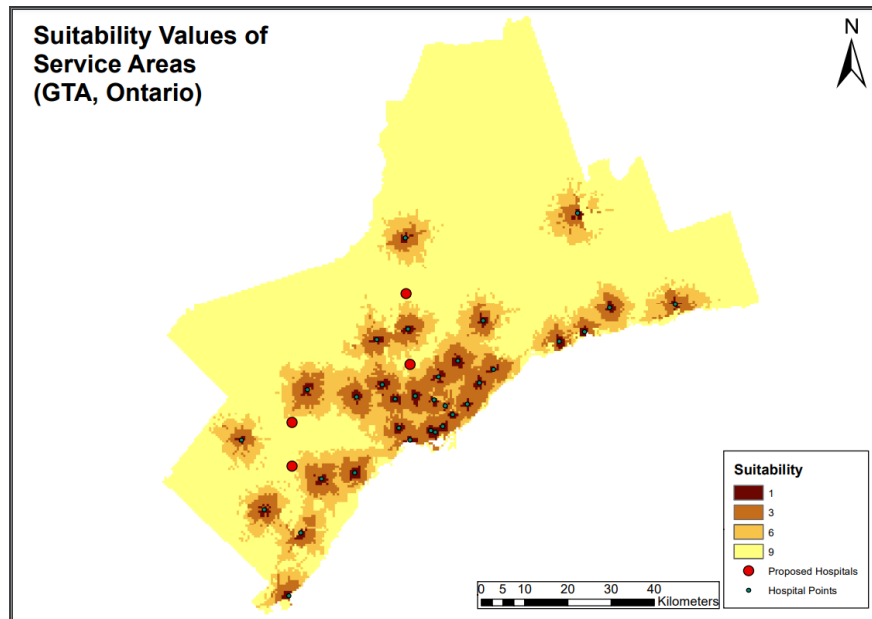 Suitability Values of
Service Areas
(GTA, Ontario)
N
Suitability
1
3
6
9
Proposed Hospitals
Hospital Points
0 5 10 20 30 40
Kilometers